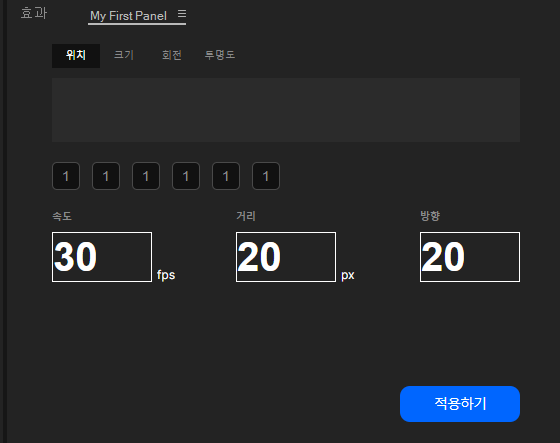 효과 My First Panel ☰
위치 크기 회전 투명도
1 1 1 1 1 1
속도 거리 방향
30 fps 20 px 20
적용하기